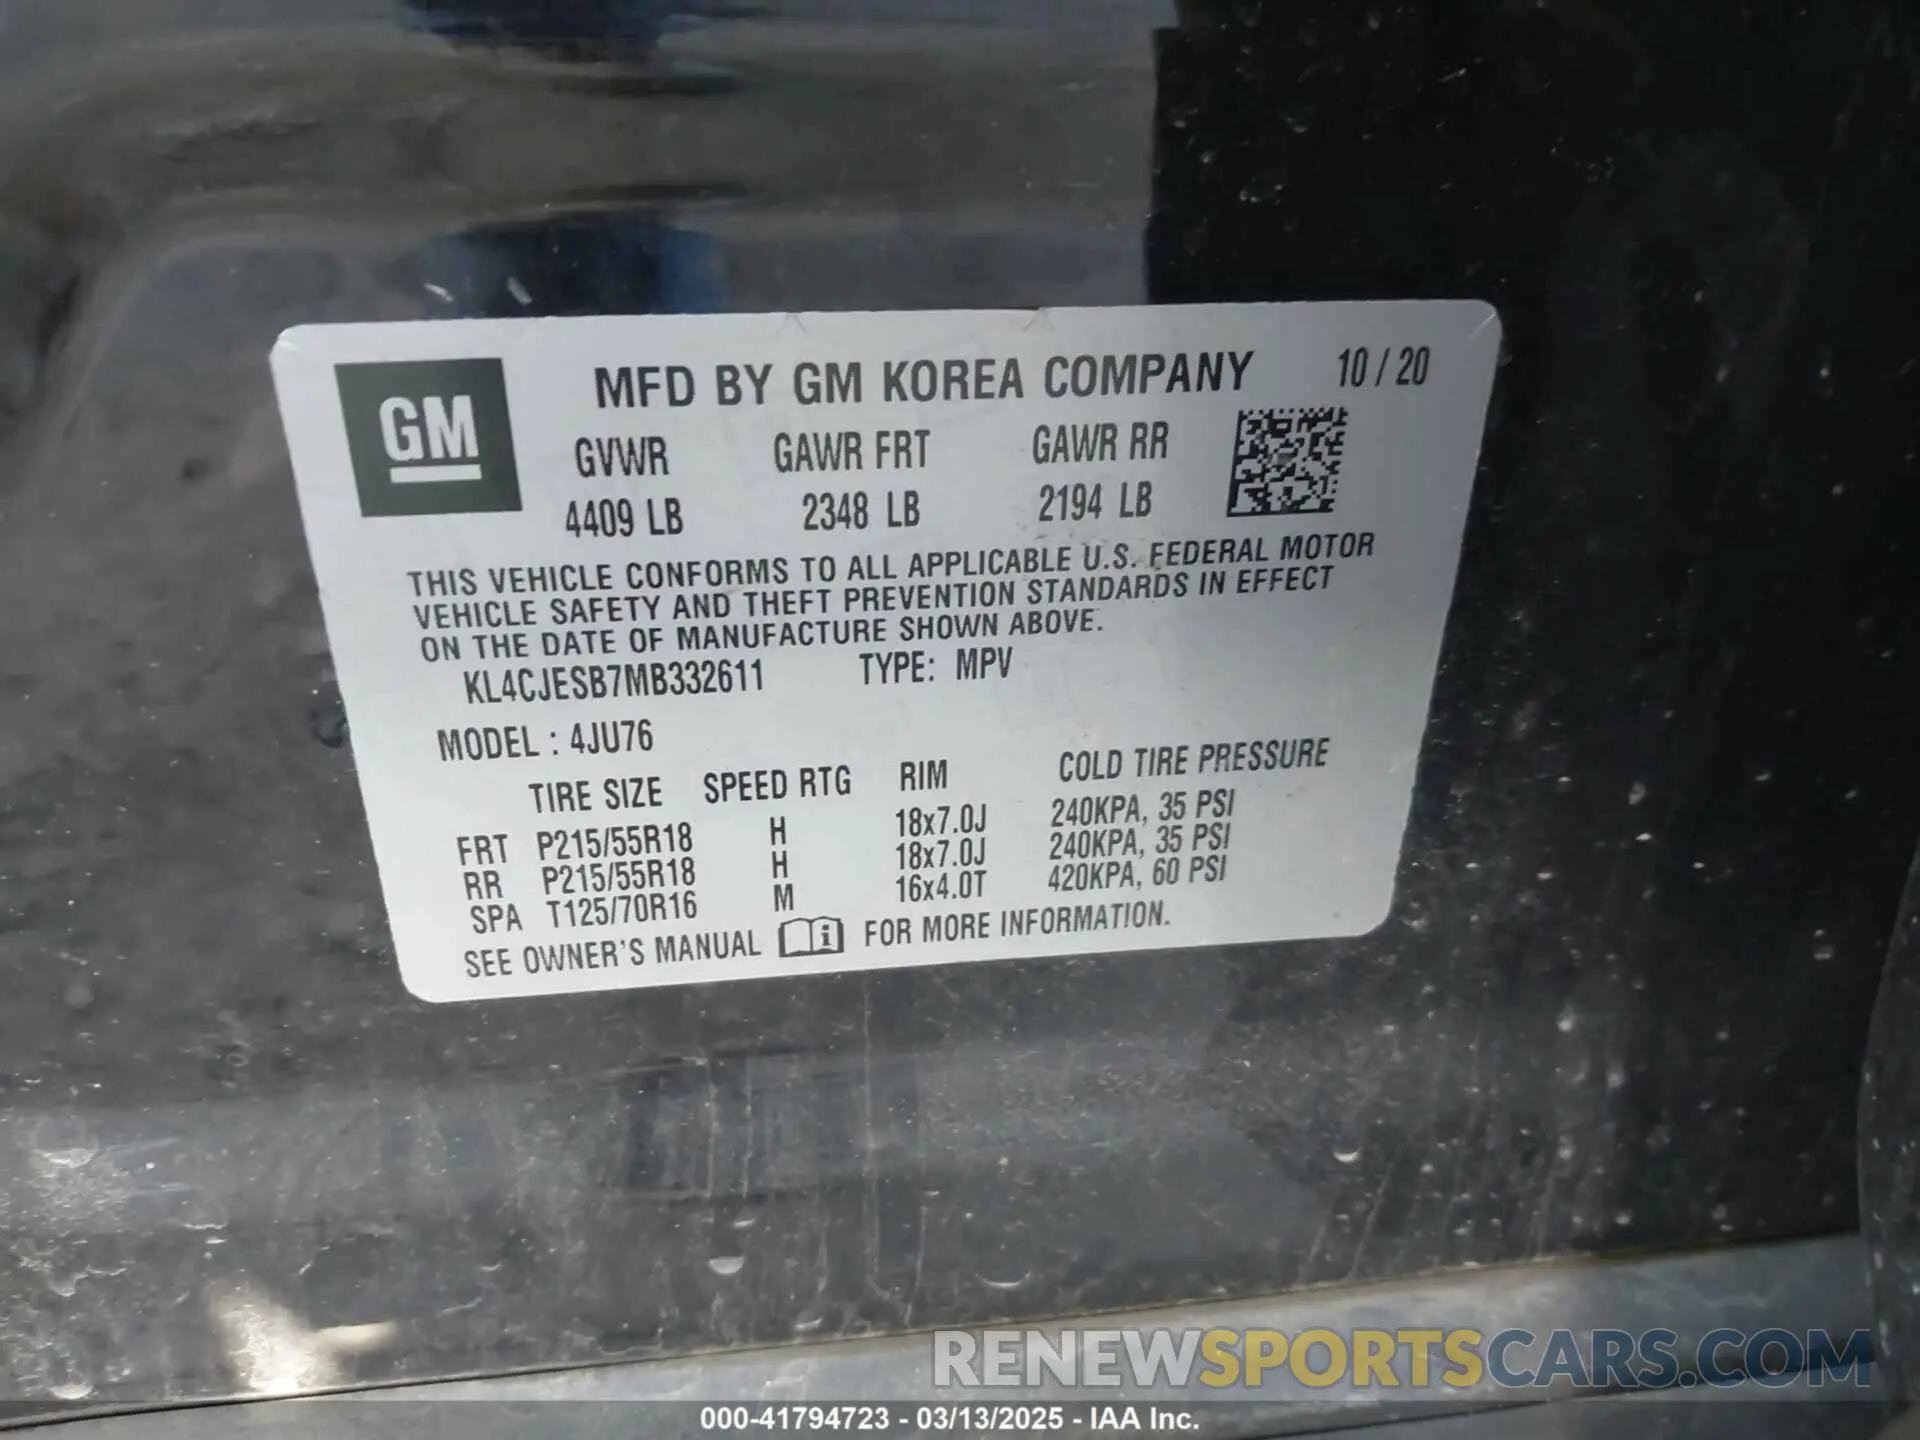 GM
MFD BY GM KOREA COMPANY 10 / 20
GVWR GAWR FRT GAWR RR
4409 LB 2348 LB 2194 LB
THIS VEHICLE CONFORMS TO ALL APPLICABLE U.S. FEDERAL MOTOR
VEHICLE SAFETY AND THEFT PREVENTION STANDARDS IN EFFECT
ON THE DATE OF MANUFACTURE SHOWN ABOVE.
KL4CJESB7MB332611 TYPE: MPV
MODEL : 4JU76
TIRE SIZE SPEED RTG RIM COLD TIRE PRESSURE
FRT P215/55R18 H 18x7.0J 240KPA, 35 PSI
RR P215/55R18 H 18x7.0J 240KPA, 35 PSI
SPA T125/70R16 M 16x4.0T 420KPA, 60 PSI
SEE OWNER'S MANUAL i FOR MORE INFORMATION.
RENEWSPORTSCARS.COM
000-41794723 - 03/13/2025 - IAA Inc.